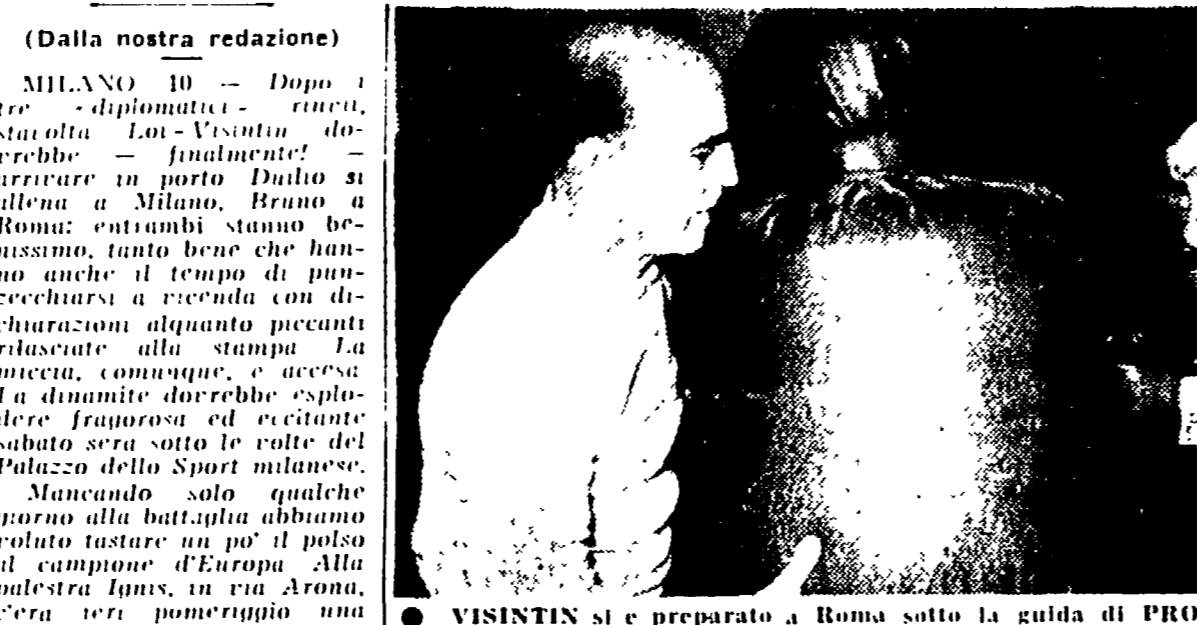 (Dalla nostra redazione)
MILANO 10 — Dopo i
tre - diplomatici - rinvii,
stavolta Loi-Visintin do-
vrebbe — finalmente! —
arrivare in porto Duilio si
allena a Milano, Bruno a
Roma: entrambi stanno be-
nissimo, tanto bene che han-
no anche il tempo di pun-
zecchiarsi a vicenda con di-
chiarazioni alquanto piccanti
rilasciate alla stampa La
miccia, comunque, e accesa
La dinamite dovrebbe esplo-
dere fragorosa ed eccitante
sabato sera sotto le volte del
Palazzo dello Sport milanese.
Mancando solo qualche
giorno alla battaglia abbiamo
voluto tastare un po' il polso
al campione d'Europa Alla
palestra Ignis, in via Arona,
c'era ieri pomeriggio una
● VISINTIN si e preparato a Roma sotto la guida di PRO